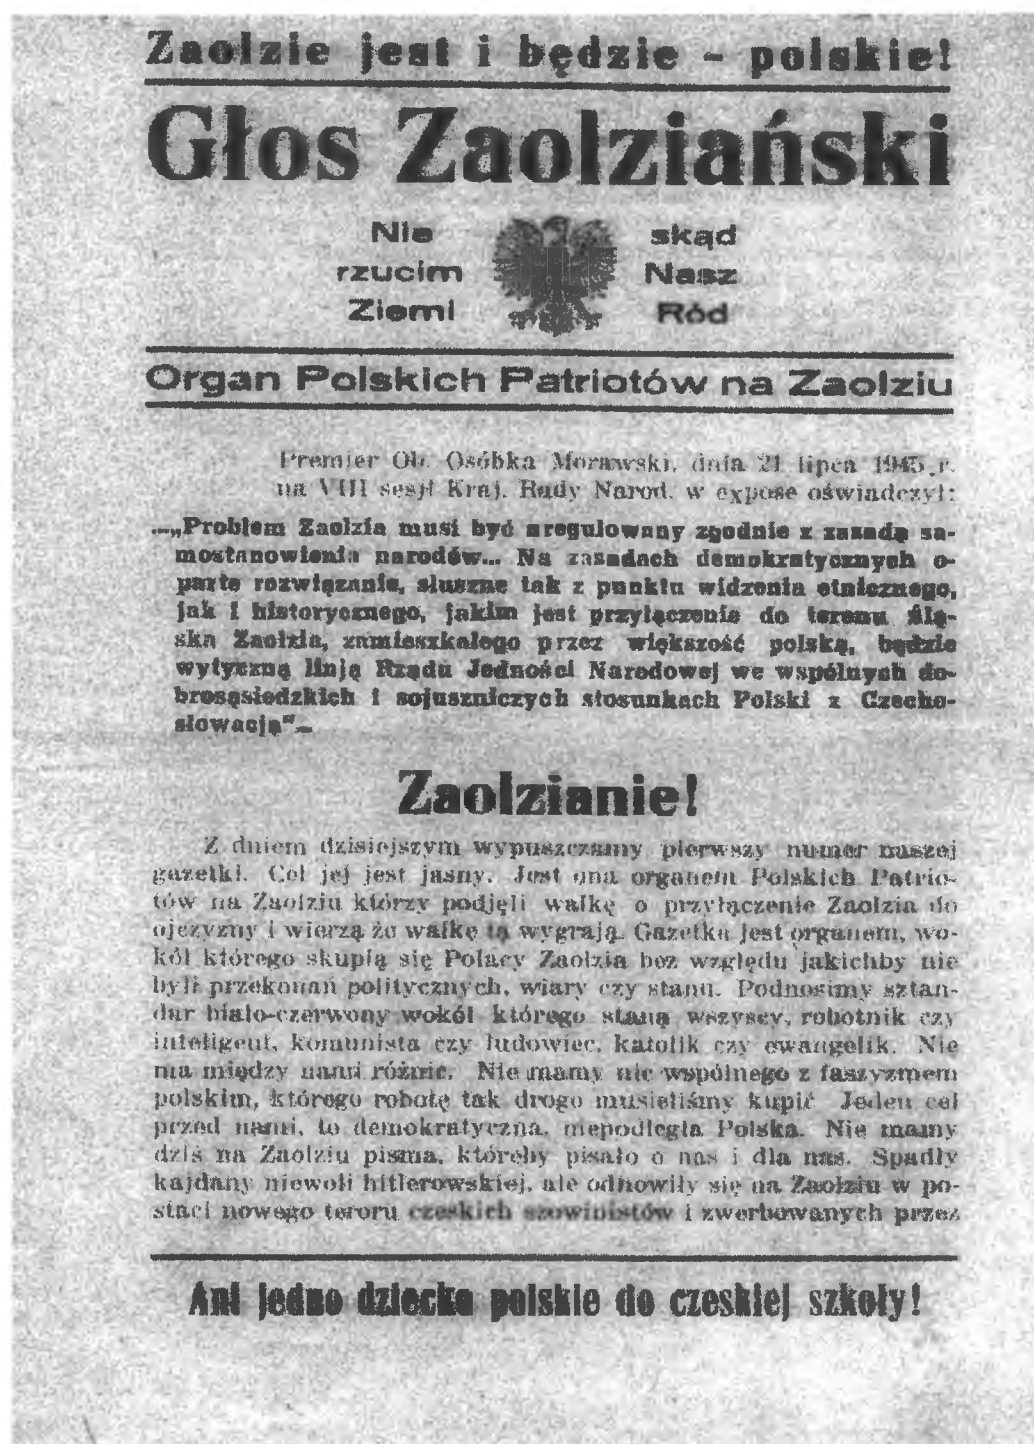 Zaolzie jest i będzie – polskie!
Głos Zaolziański
Nie
rzucim
Ziemi
skąd
Nasz
Ród
Organ Polskich Patriotów na Zaolziu
Premier Ob. Osóbka Morawski, dnia 21 lipca 1945 r.
na VIII sesji Kraj. Rady Narod. w expose oświadczył:
...„Problem Zaolzia musi być uregulowany zgodnie z zasadą sa-
mostanowienia narodów... Na zasadach demokratycznych o-
parte rozwiązanie, słuszne tak z punktu widzenia etnicznego,
jak i historycznego, jakim jest przyłączenie do terenu Ślą-
ska Zaolzia, zamieszkałego przez większość polską, będzie
wytyczną linją Rządu Jedności Narodowej we wspólnych do-
brosąsiedzkich i sojuszniczych stosunkach Polski z Czecho-
słowacją"...
Zaolzianie!
Z dniem dzisiejszym wypuszczamy pierwszy numer naszej
gazetki. Cel jej jest jasny. Jest ona organem Polskich Patrio-
tów na Zaolziu którzy podjęli walkę o przyłączenie Zaolzia do
ojczyzny i wierzą że walkę tą wygrają. Gazetka jest organem, wo-
kół którego skupią się Polacy Zaolzia bez względu jakichby nie
byli przekonań politycznych, wiary czy stanu. Podnosimy sztan-
dar biało-czerwony wokół którego staną wszyscy, robotnik czy
inteligent, komunista czy ludowiec, katolik czy ewangelik. Nie
ma między nami różnic. Nie mamy nic wspólnego z faszyzmem
polskim, którego robotę tak drogo musieliśmy kupić. Jeden cel
przed nami, to demokratyczna, niepodległa Polska. Nie mamy
dziś na Zaolziu pisma, któreby pisało o nas i dla nas. Spadły
kajdany niewoli hitlerowskiej, ale odnowiły się na Zaolziu w po-
staci nowego teroru czeskich szowinistów i zwerbowanych przez
Ani jedno dziecko polskie do czeskiej szkoły!